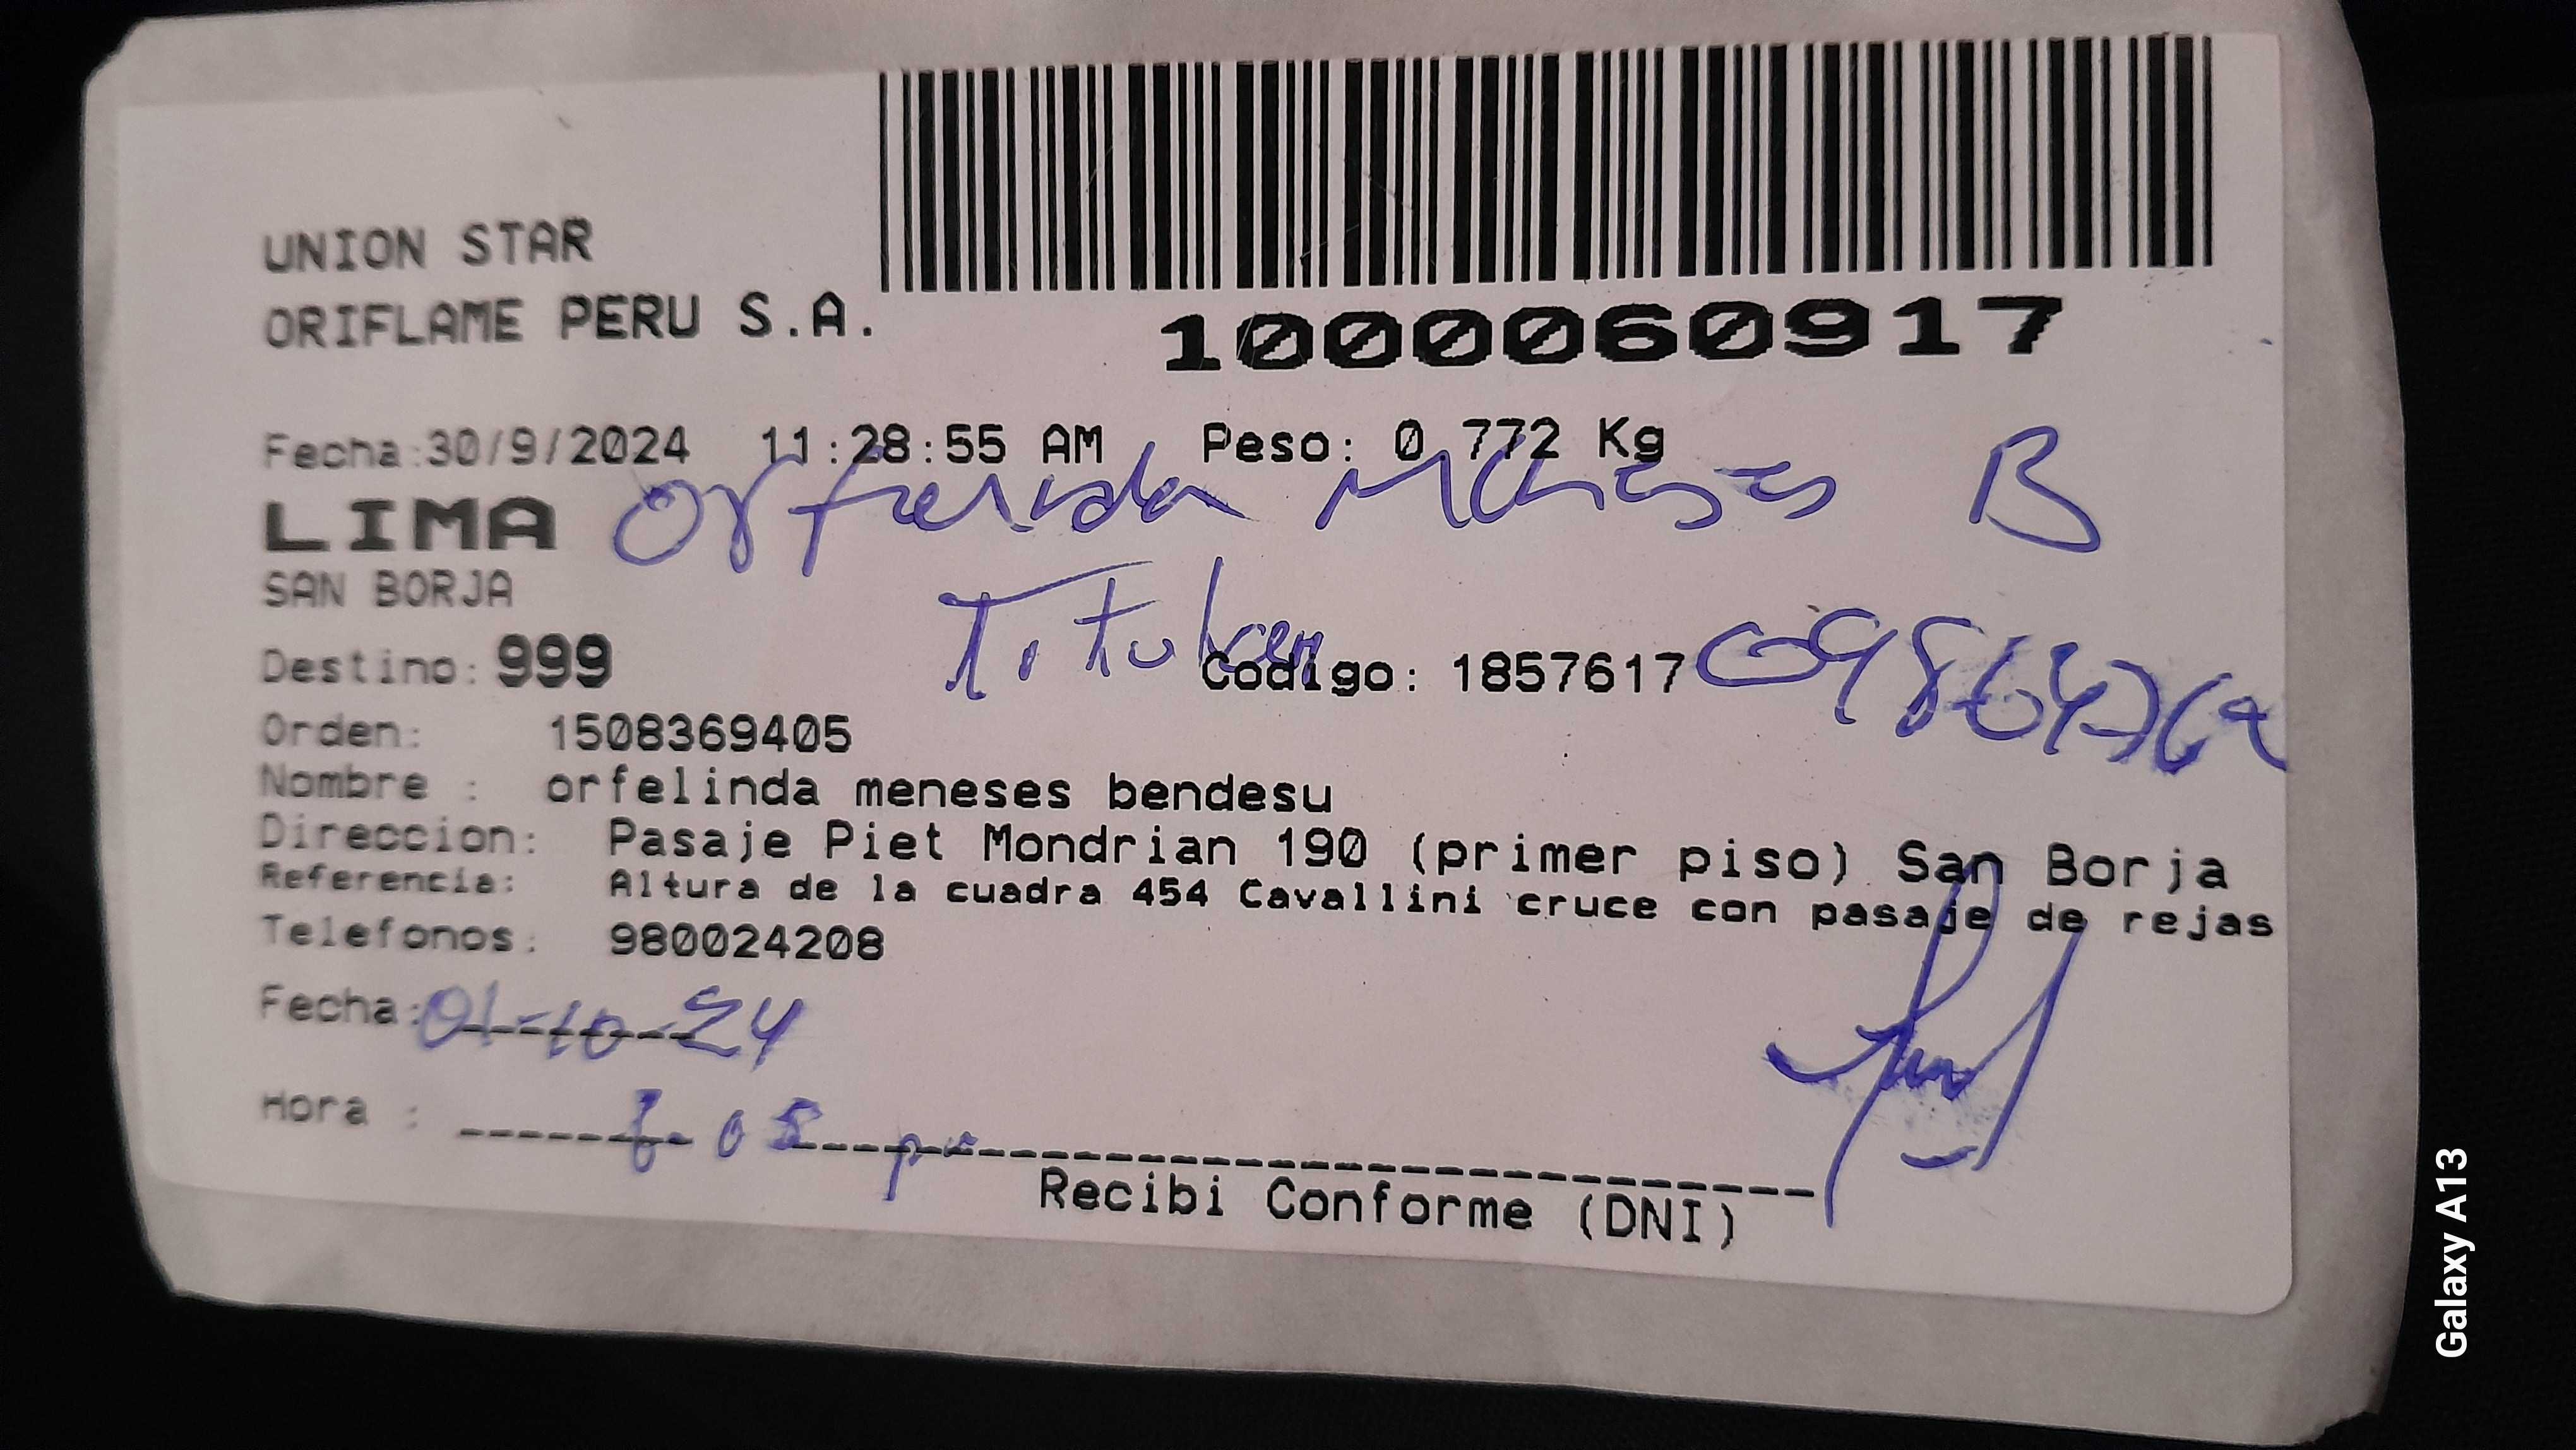 UNION STAR
ORIFLAME PERU S.A.
1000060917
Fecha:30/9/2024 11:28:55 AM Peso: 0.772 Kg
LIMA
Meneses B
SAN BORJA
Titular
Destino: 999
Codigo: 1857617
Orden: 1508369405
Nombre : orfelinda meneses bendesu
Direccion: Pasaje Piet Mondrian 190 (primer piso) San Borja
Referencia: Altura de la cuadra 454 Cavallini cruce con pasaje de rejas
Telefonos: 980024208
Fecha: 01-10-24
Hora :
Recibi Conforme (DNI)
Galaxy A13